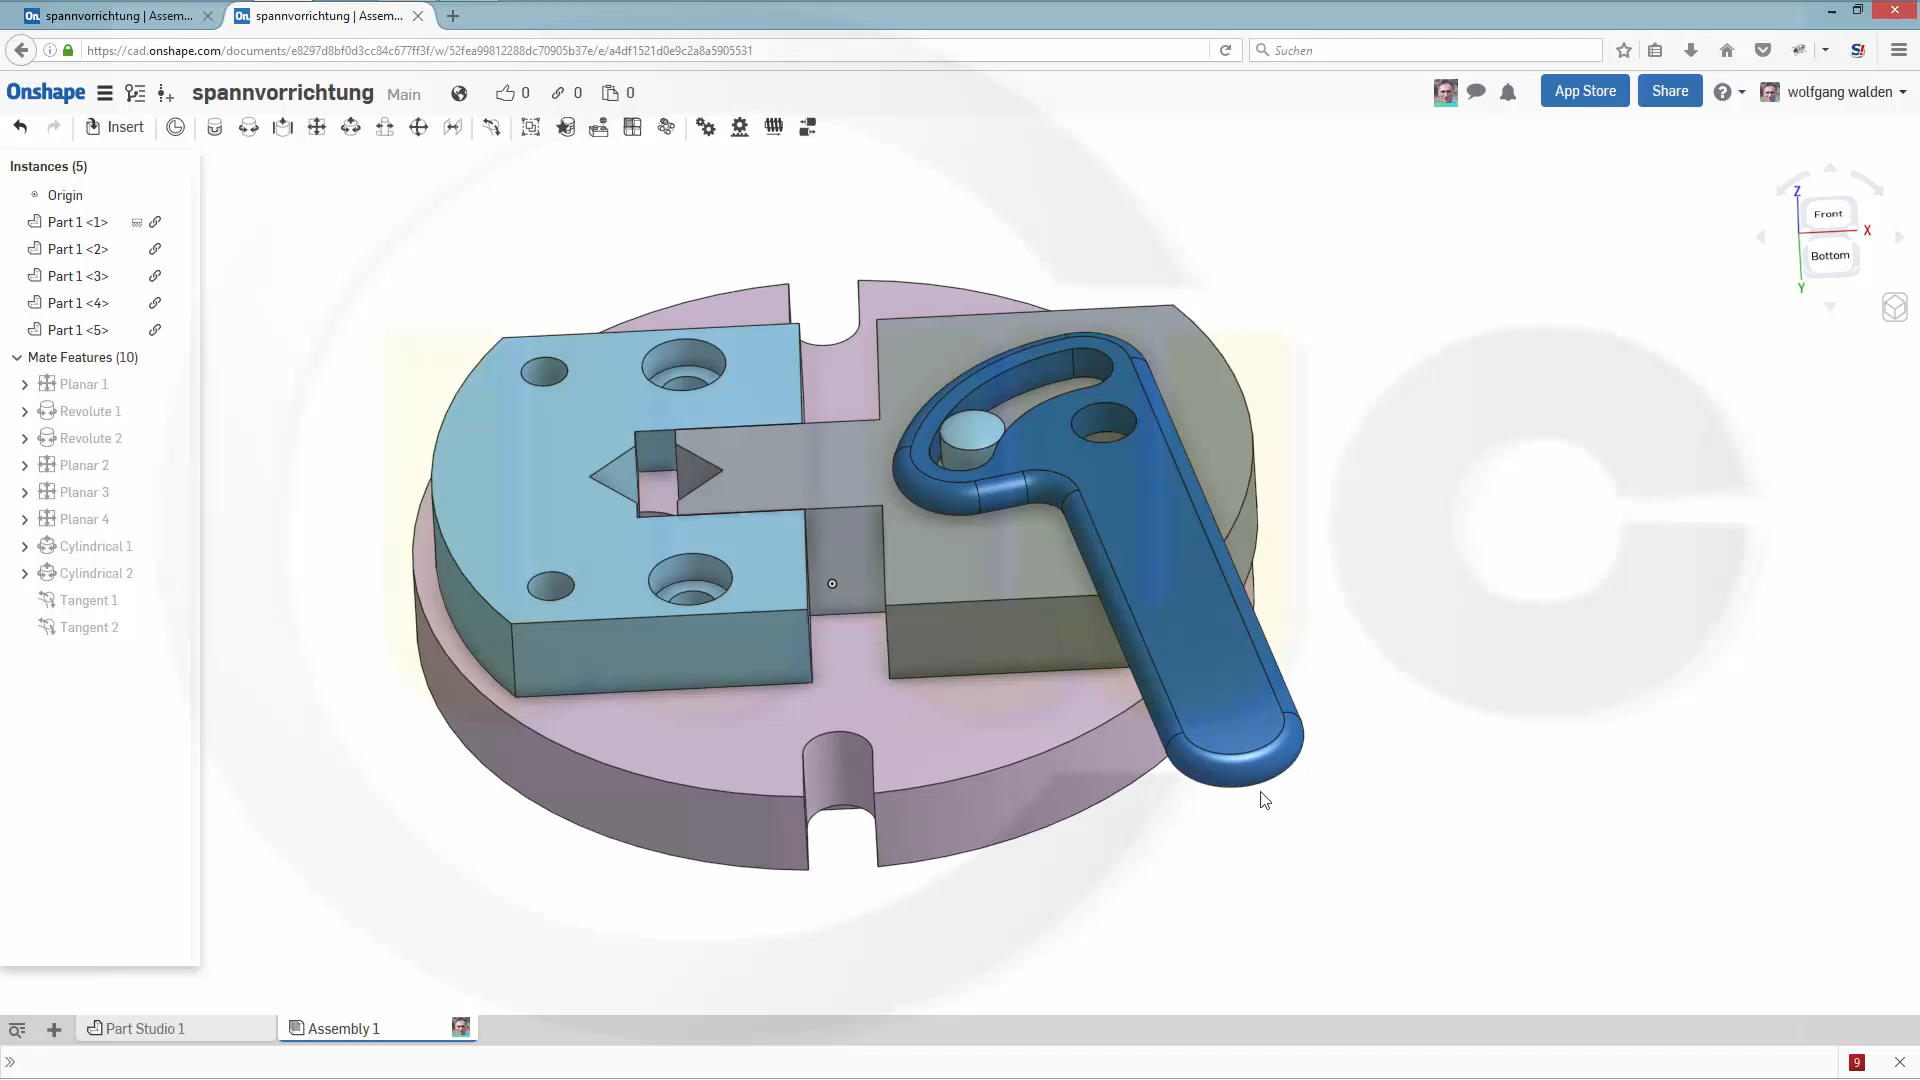 spannvorrichtung | Assem...
spannvorrichtung | Assem...
https://cad.onshape.com/documents/e8297d8bf0d3cc84c677ff3f/w/52fea99812288dc70905b37e/e/a4df1521d0e9c2a8a5905531
Suchen
Onshape
spannvorrichtung
Main
0
0
0
App Store
Share
wolfgang walden
Insert
Instances (5)
Origin
Part 1 <1>
Part 1 <2>
Part 1 <3>
Part 1 <4>
Part 1 <5>
Mate Features (10)
Planar 1
Revolute 1
Revolute 2
Planar 2
Planar 3
Planar 4
Cylindrical 1
Cylindrical 2
Tangent 1
Tangent 2
Z
Front
X
Bottom
Y
Part Studio 1
Assembly 1
9